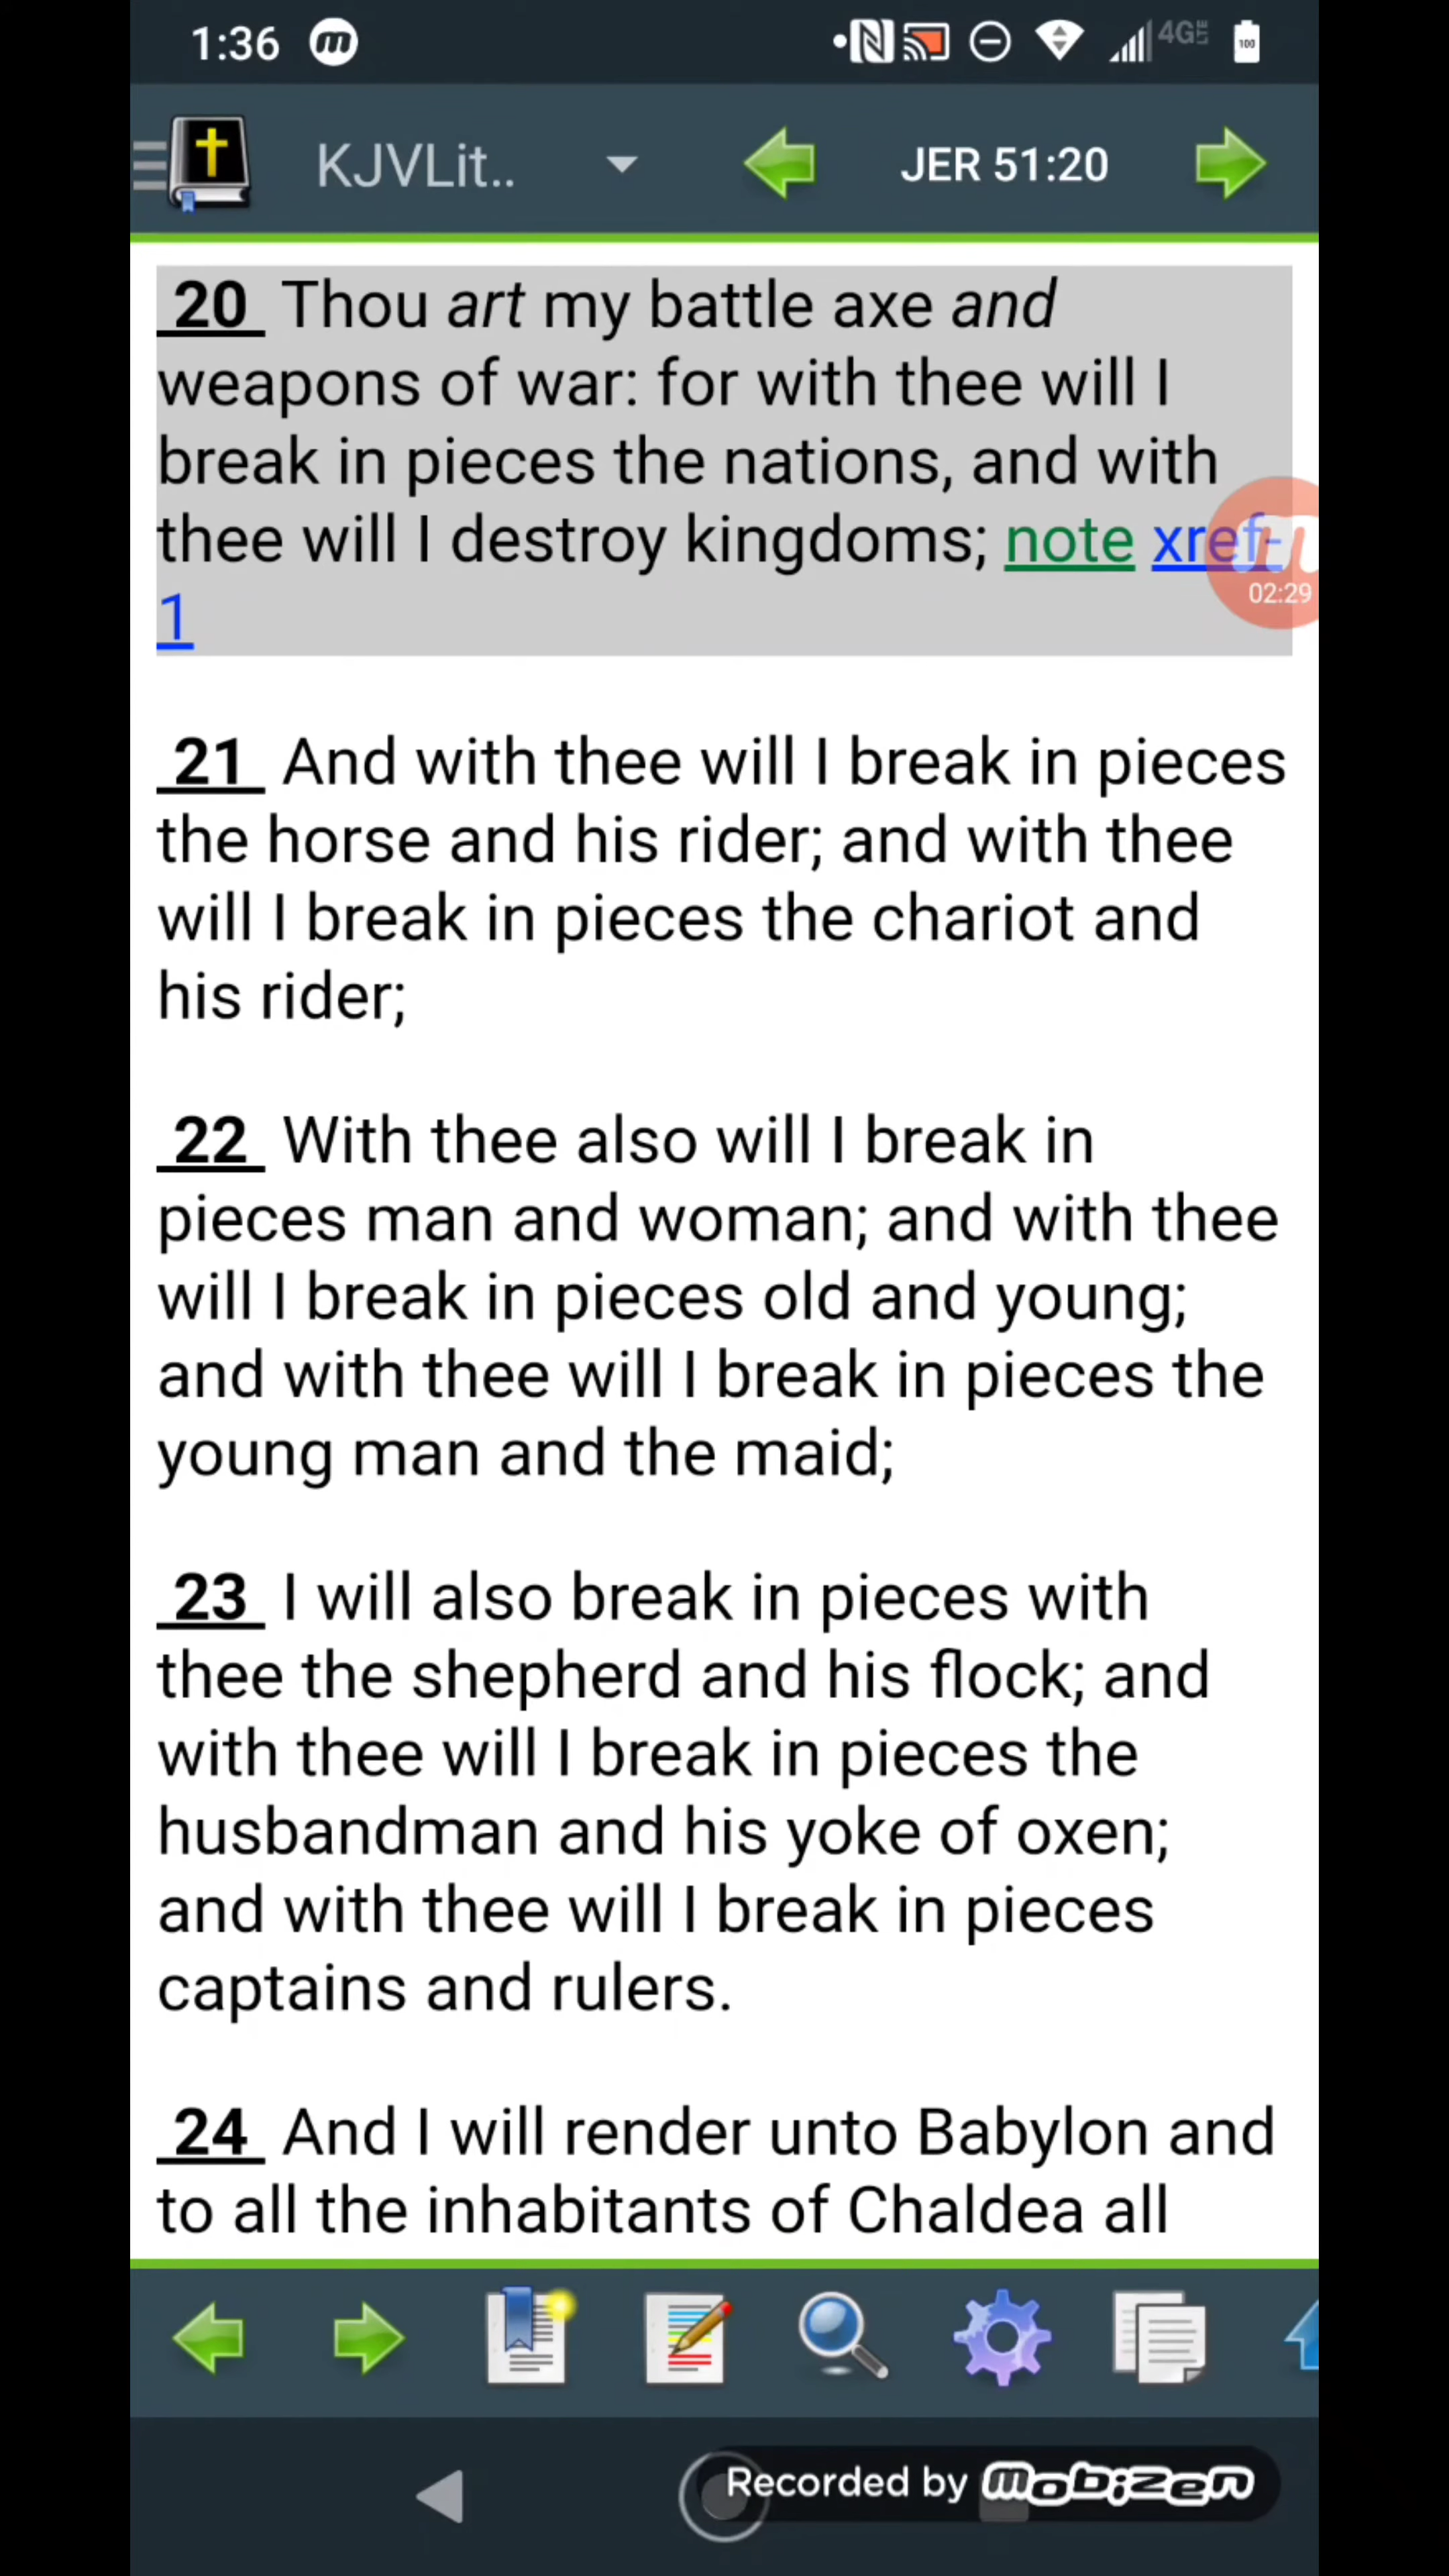 1:36 m 4G LTE 100
KJVLit.. JER 51:20
20 Thou art my battle axe and
weapons of war: for with thee will I
break in pieces the nations, and with
thee will I destroy kingdoms; note xref-
1
m
02:29
21 And with thee will I break in pieces
the horse and his rider; and with thee
will I break in pieces the chariot and
his rider;
22 With thee also will I break in
pieces man and woman; and with thee
will I break in pieces old and young;
and with thee will I break in pieces the
young man and the maid;
23 I will also break in pieces with
thee the shepherd and his flock; and
with thee will I break in pieces the
husbandman and his yoke of oxen;
and with thee will I break in pieces
captains and rulers.
24 And I will render unto Babylon and
to all the inhabitants of Chaldea all
Recorded by mobizen